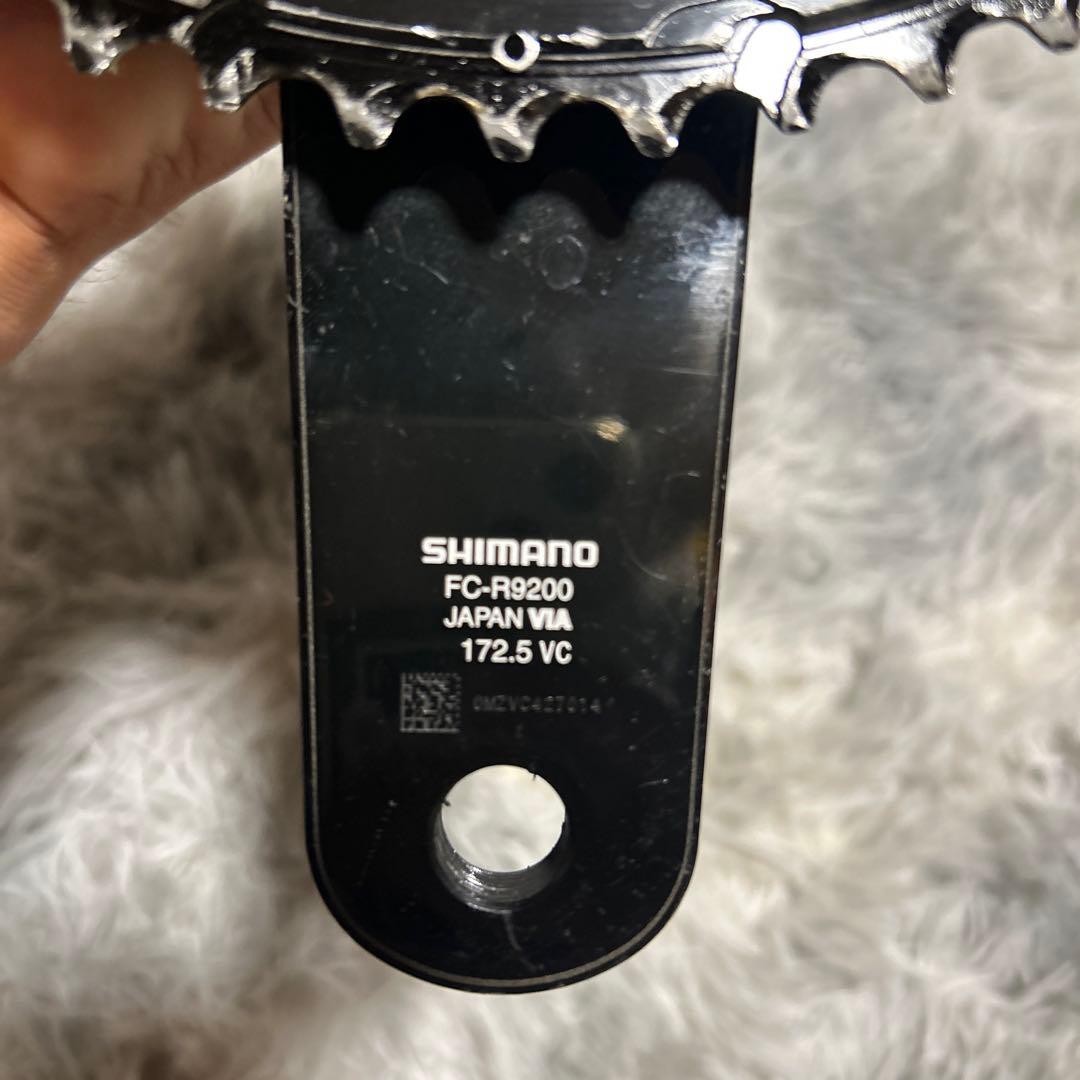 SHIMANO
FC-R9200
JAPAN VIA
172.5 VC